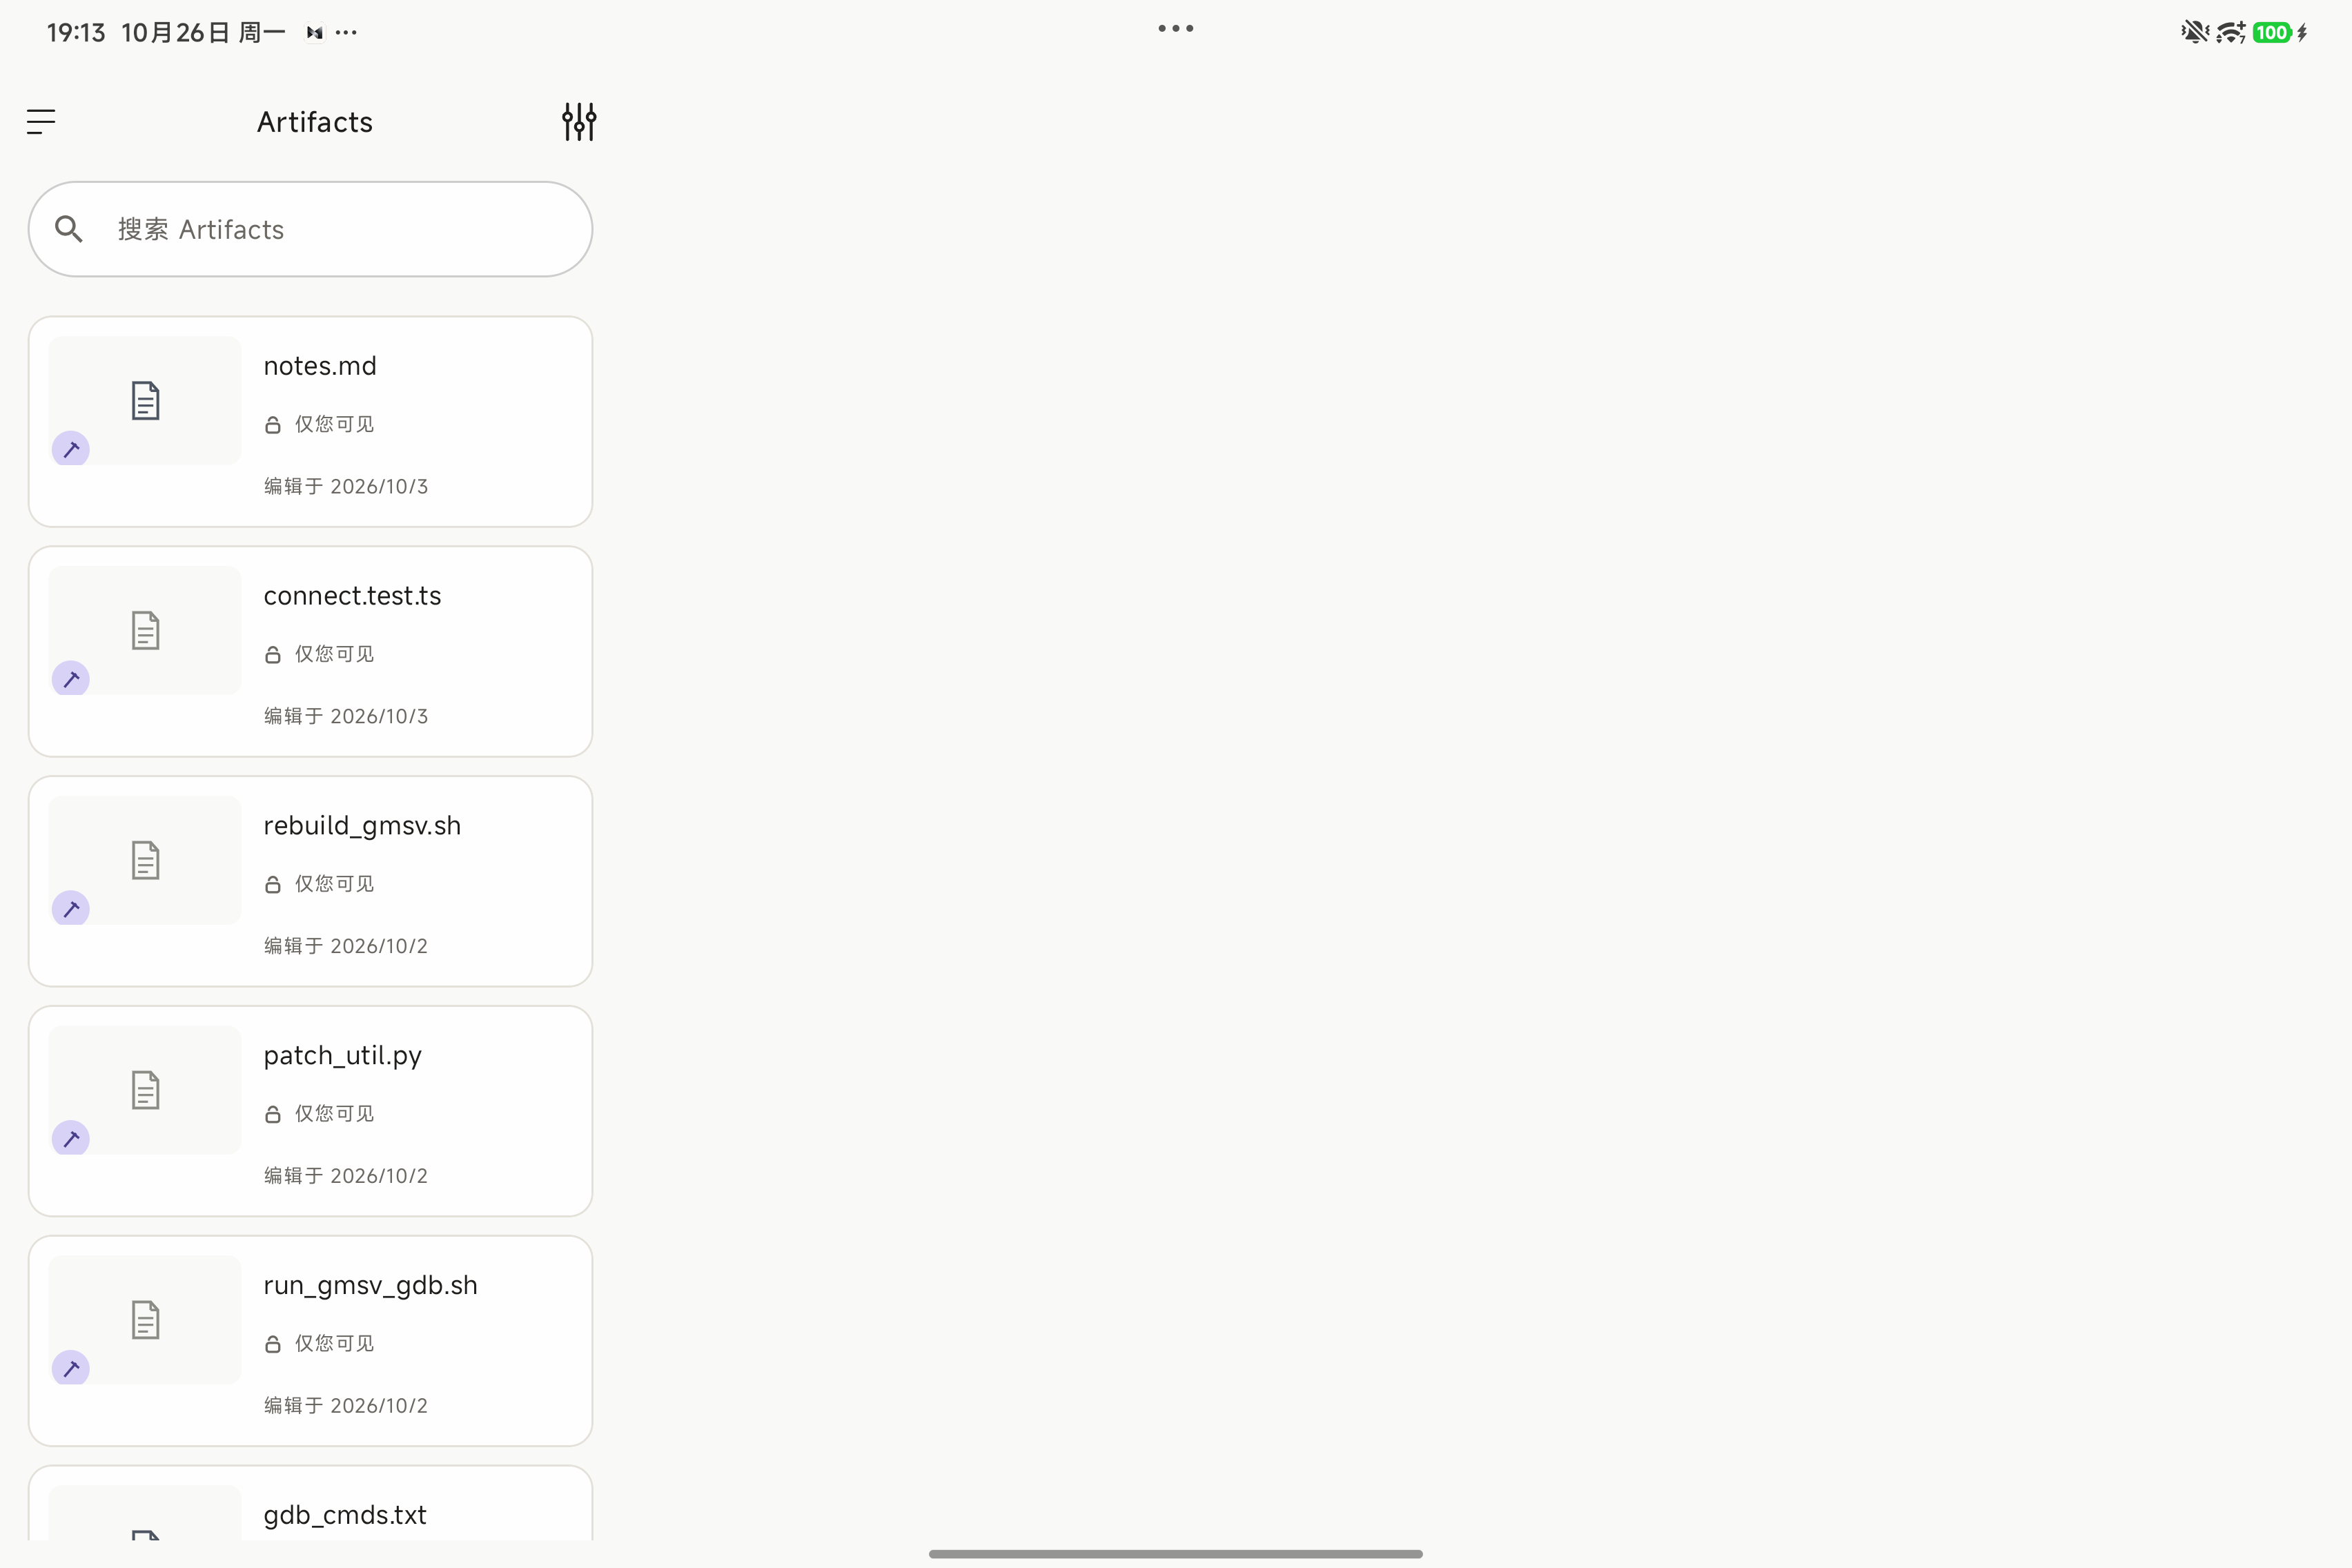 19:13 10月26日 周一
100
Artifacts
搜索 Artifacts
notes.md
仅您可见
编辑于 2026/10/3
connect.test.ts
仅您可见
编辑于 2026/10/3
rebuild_gmsv.sh
仅您可见
编辑于 2026/10/2
patch_util.py
仅您可见
编辑于 2026/10/2
run_gmsv_gdb.sh
仅您可见
编辑于 2026/10/2
gdb_cmds.txt